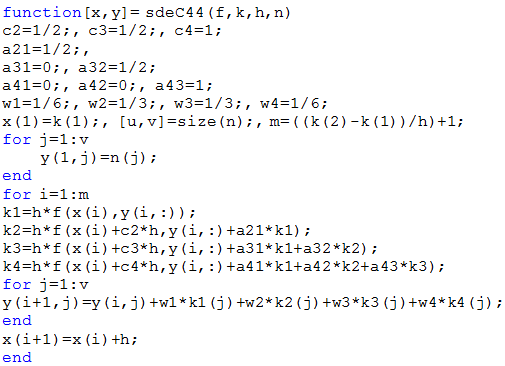 function[x,y]= sdeC44(f,k,h,n)
c2=1/2;, c3=1/2;, c4=1;
a21=1/2;,
a31=0;, a32=1/2;
a41=0;, a42=0;, a43=1;
w1=1/6;, w2=1/3;, w3=1/3;, w4=1/6;
x(1)=k(1);, [u,v]=size(n);, m=((k(2)-k(1))/h)+1;
for j=1:v
    y(1,j)=n(j);
end
for i=1:m
k1=h*f(x(i),y(i,:));
k2=h*f(x(i)+c2*h,y(i,:)+a21*k1);
k3=h*f(x(i)+c3*h,y(i,:)+a31*k1+a32*k2);
k4=h*f(x(i)+c4*h,y(i,:)+a41*k1+a42*k2+a43*k3);
for j=1:v
y(i+1,j)=y(i,j)+w1*k1(j)+w2*k2(j)+w3*k3(j)+w4*k4(j);
end
x(i+1)=x(i)+h;
end